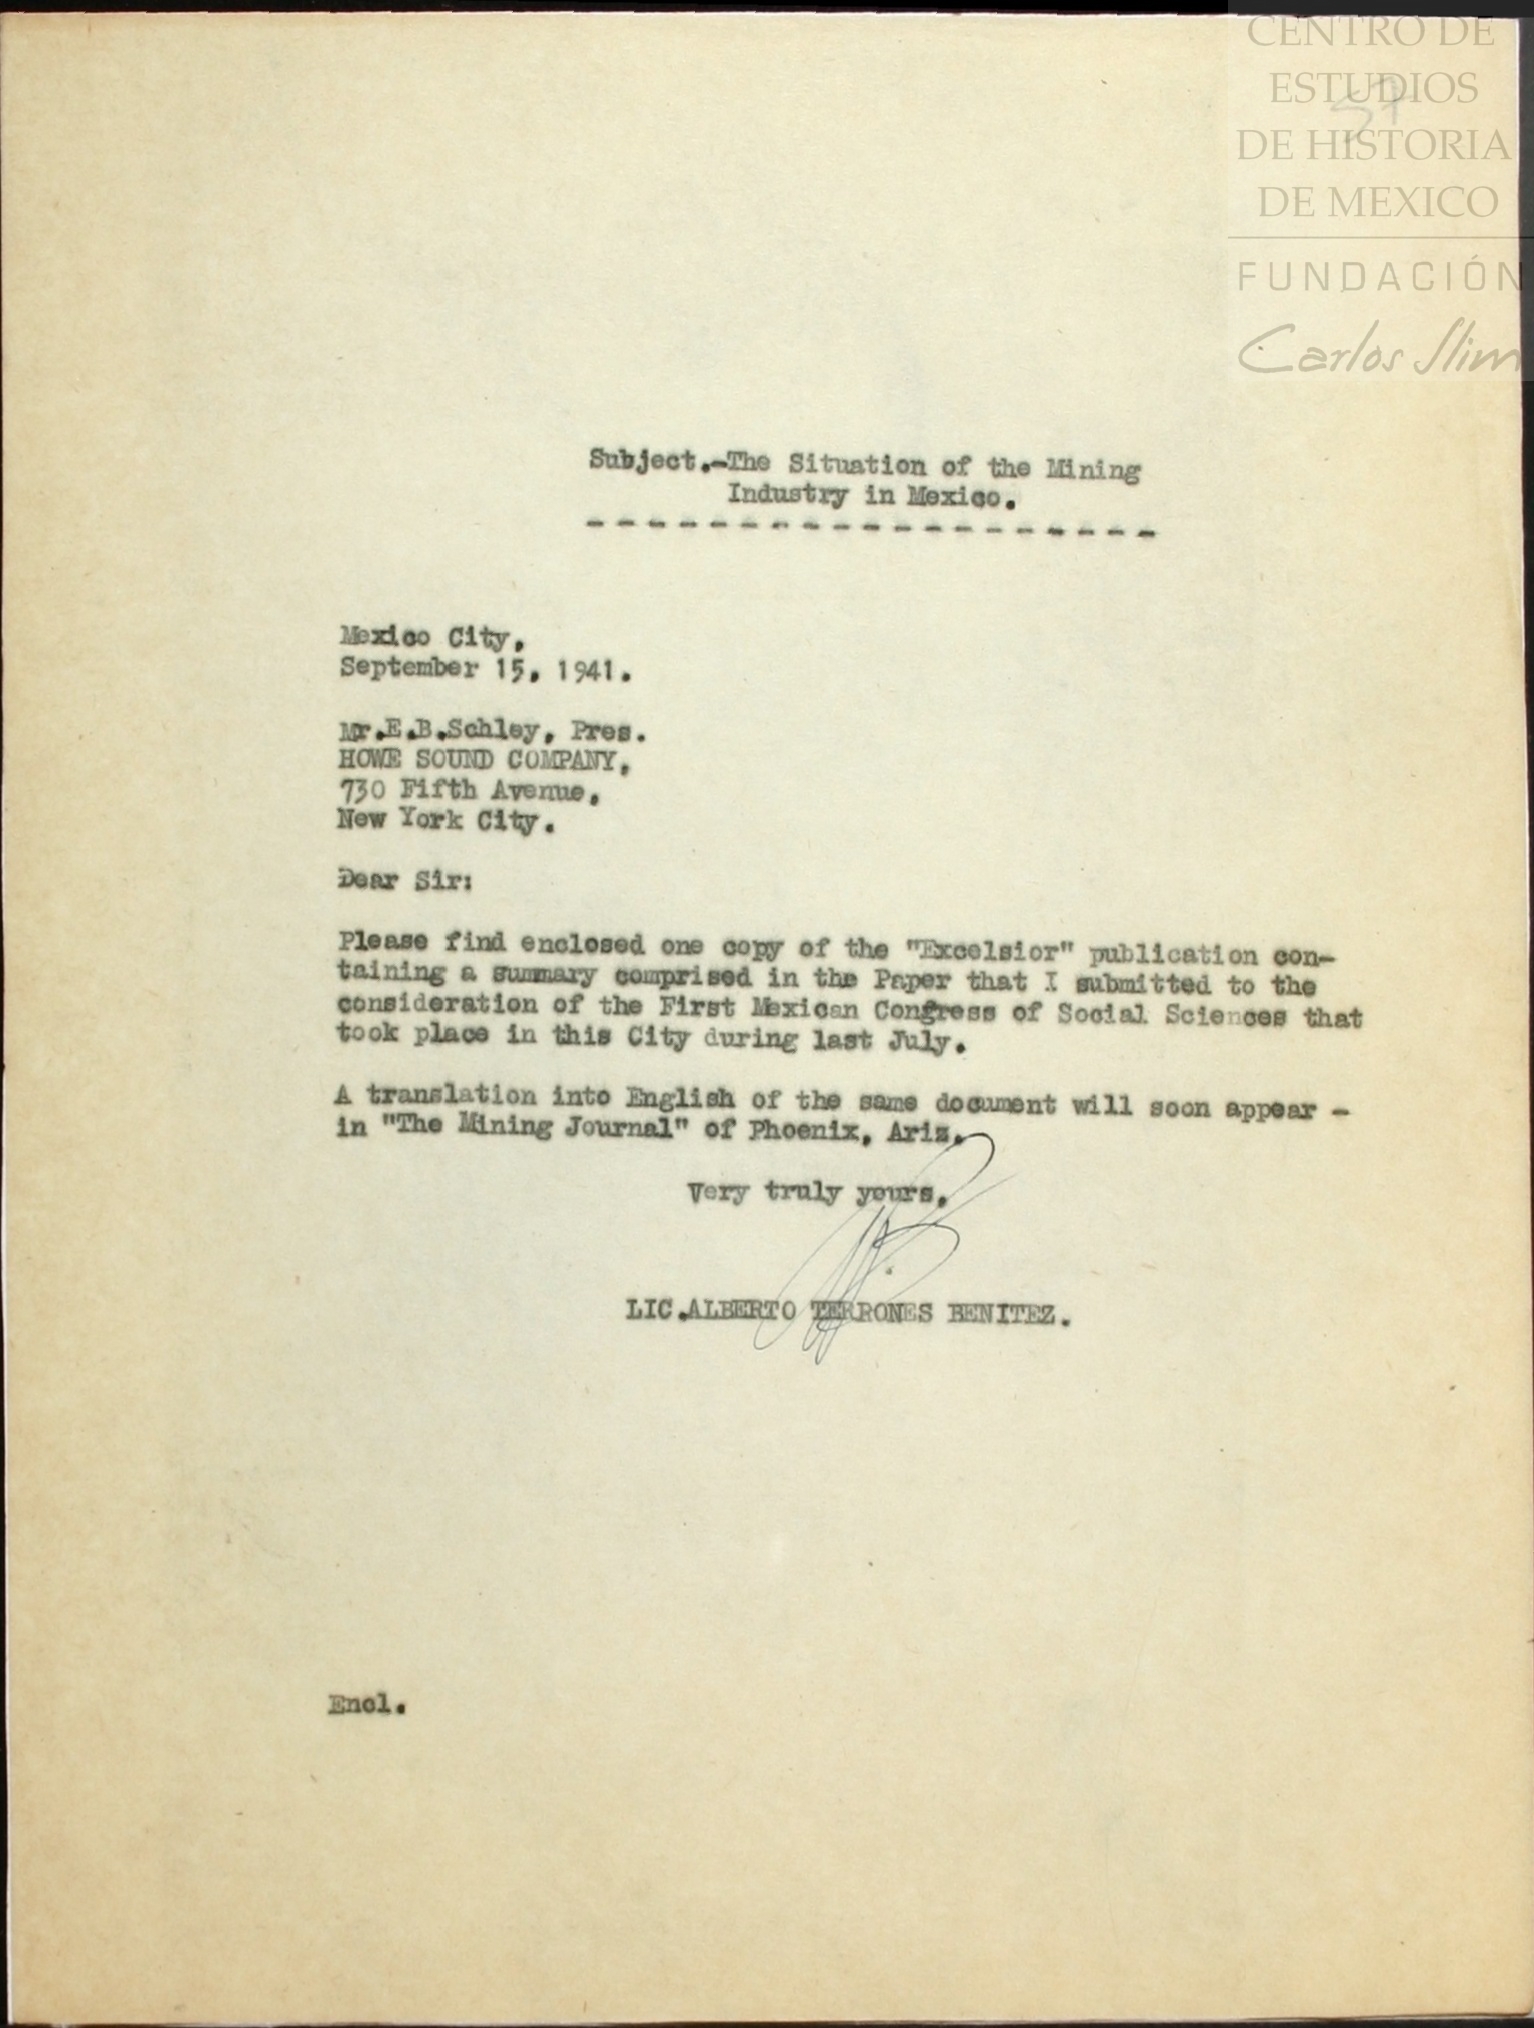 CENTRO DE
ESTUDIOS
DE HISTORIA
DE MEXICO
FUNDACIÓN
Carlos Slim
57
Subject.-The Situation of the Mining
Industry in Mexico.
- - - - - - - - - - - - - - - - - - -
Mexico City,
September 15, 1941.
Mr.E.B.Schley, Pres.
HOWE SOUND COMPANY,
730 Fifth Avenue,
New York City.
Dear Sir:
Please find enclosed one copy of the "Excelsior" publication con-
taining a summary comprised in the Paper that I submitted to the
consideration of the First Mexican Congress of Social Sciences that
took place in this City during last July.
A translation into English of the same document will soon appear -
in "The Mining Journal" of Phoenix, Ariz.
Very truly yours,
LIC.ALBERTO TERRONES BENITEZ.
Encl.